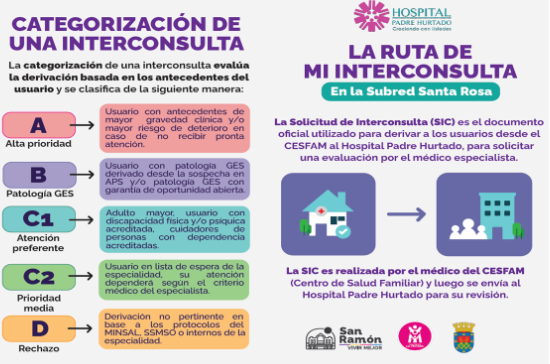 CATEGORIZACIÓN DE
UNA INTERCONSULTA
La categorización de una interconsulta evalúa
la derivación basada en los antecedentes del
usuario y se clasifica de la siguiente manera:
A
Alta prioridad
Usuario con antecedentes de
mayor gravedad clínica y/o
mayor riesgo de deterioro en
caso de no recibir pronta
atención.
B
Patología GES
Usuario con patología GES
derivado desde la sospecha en
APS y/o patología GES con
garantía de oportunidad abierta.
C1
Atención
preferente
Adulto mayor, usuario con
discapacidad física y/o psíquica
acreditada, cuidadores de
personas con dependencia
acreditadas.
C2
Prioridad
media
Usuario en lista de espera de la
especialidad, su atención
dependerá según el criterio
médico del especialista.
D
Rechazo
Derivación no pertinente en
base a los protocolos del
MINSAL, SSMSO o internos de la
especialidad.
HOSPITAL
PADRE HURTADO
Creciendo con ustedes
LA RUTA DE
MI INTERCONSULTA
En la Subred Santa Rosa
La Solicitud de Interconsulta (SIC) es el documento
oficial utilizado para derivar a los usuarios desde el
CESFAM al Hospital Padre Hurtado, para solicitar
una evaluación por el médico especialista.
La SIC es realizada por el médico del CESFAM
(Centro de Salud Familiar) y luego se envía al
Hospital Padre Hurtado para su revisión.
San
Ramón
VIVIR MEJOR